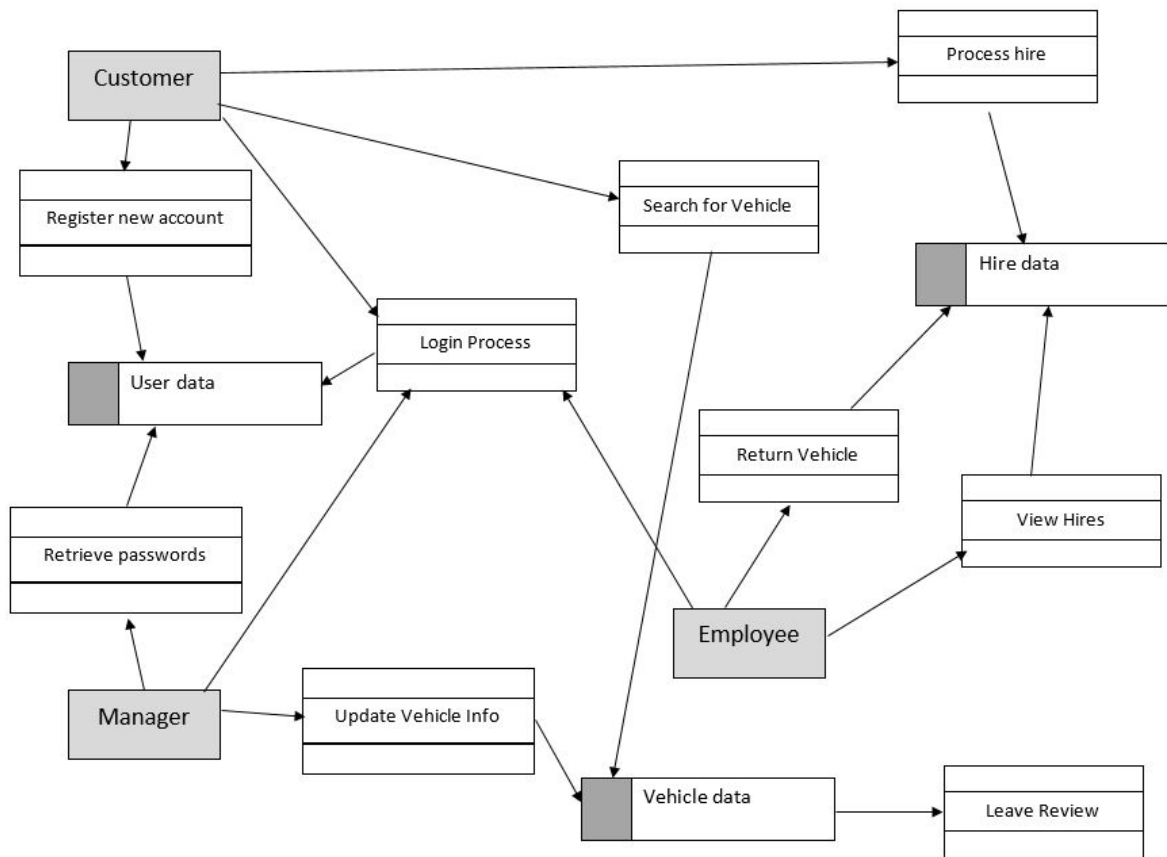 Customer
Process hire
Register new account
Search for Vehicle
Hire data
Login Process
User data
Return Vehicle
View Hires
Retrieve passwords
Employee
Manager
Update Vehicle Info
Vehicle data
Leave Review